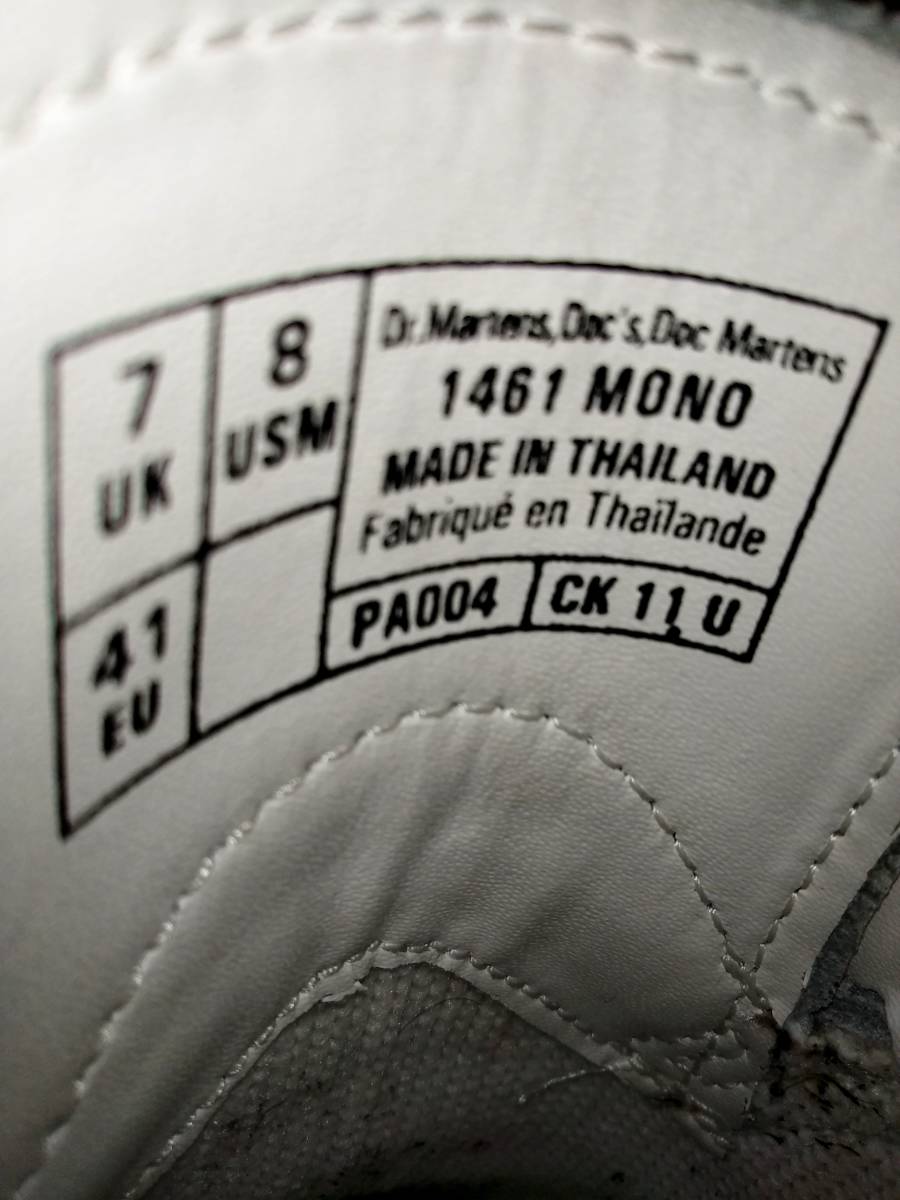 7
UK
8
USM
41
EU
Dr.Martens,Doc's,Doc Martens
1461 MONO
MADE IN THAILAND
Fabriqué en Thaïlande
PA004
CK 11 U